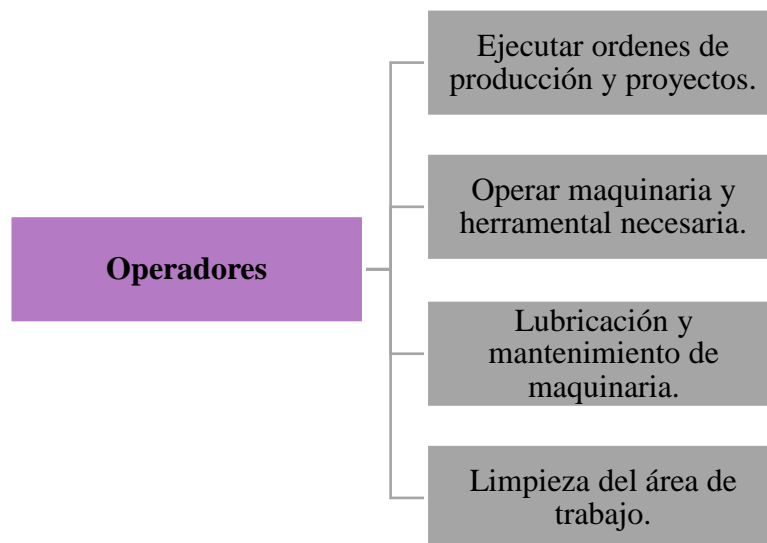 Ejecutar ordenes de
producción y proyectos.
Operar maquinaria y
herramental necesaria.
Operadores
Lubricación y
mantenimiento de
maquinaria.
Limpieza del área de
trabajo.